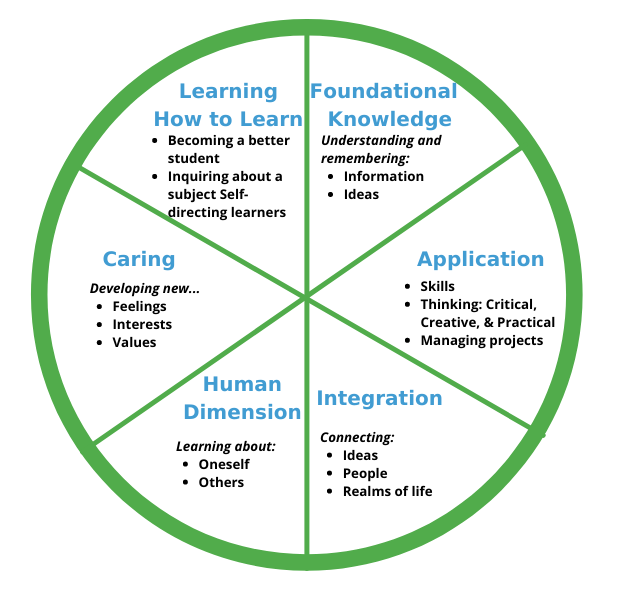 Learning
How to Learn
• Becoming a better
student
• Inquiring about a
subject Self-
directing learners
Foundational
Knowledge
Understanding and
remembering:
• Information
• Ideas
Application
• Skills
• Thinking: Critical,
Creative, & Practical
• Managing projects
Integration
Connecting:
• Ideas
• People
• Realms of life
Human
Dimension
Learning about:
• Oneself
• Others
Caring
Developing new...
• Feelings
• Interests
• Values